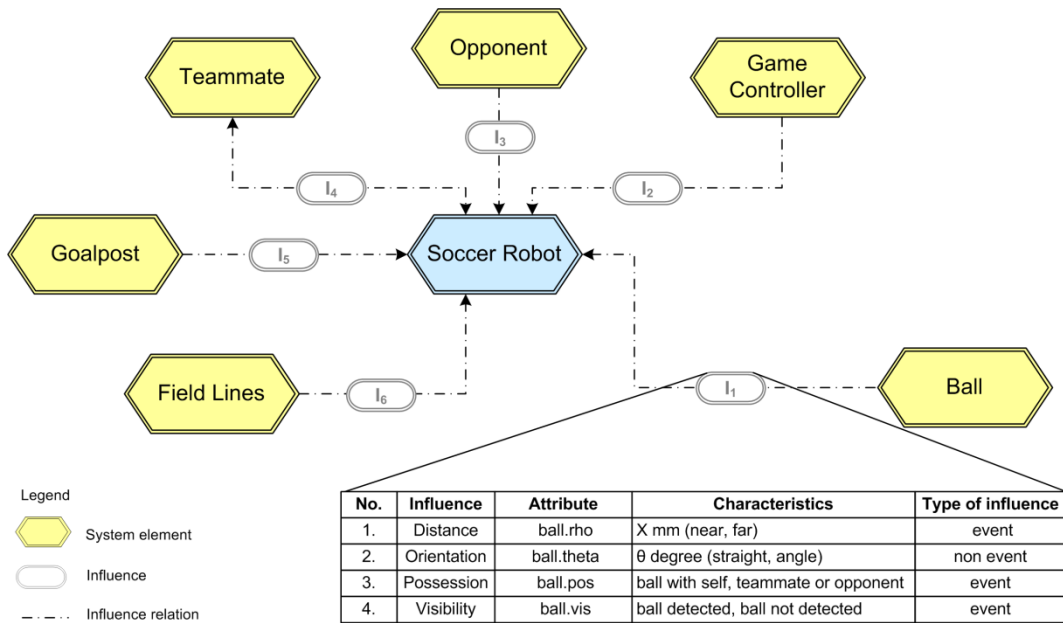 Opponent
Teammate
Game
Controller
I3
I4
I2
Goalpost
I5
Soccer Robot
Field Lines
I6
I1
Ball
Legend
System element
Influence
Influence relation
No. Influence Attribute Characteristics Type of influence
1. Distance ball.rho X mm (near, far) event
2. Orientation ball.theta θ degree (straight, angle) non event
3. Possession ball.pos ball with self, teammate or opponent event
4. Visibility ball.vis ball detected, ball not detected event